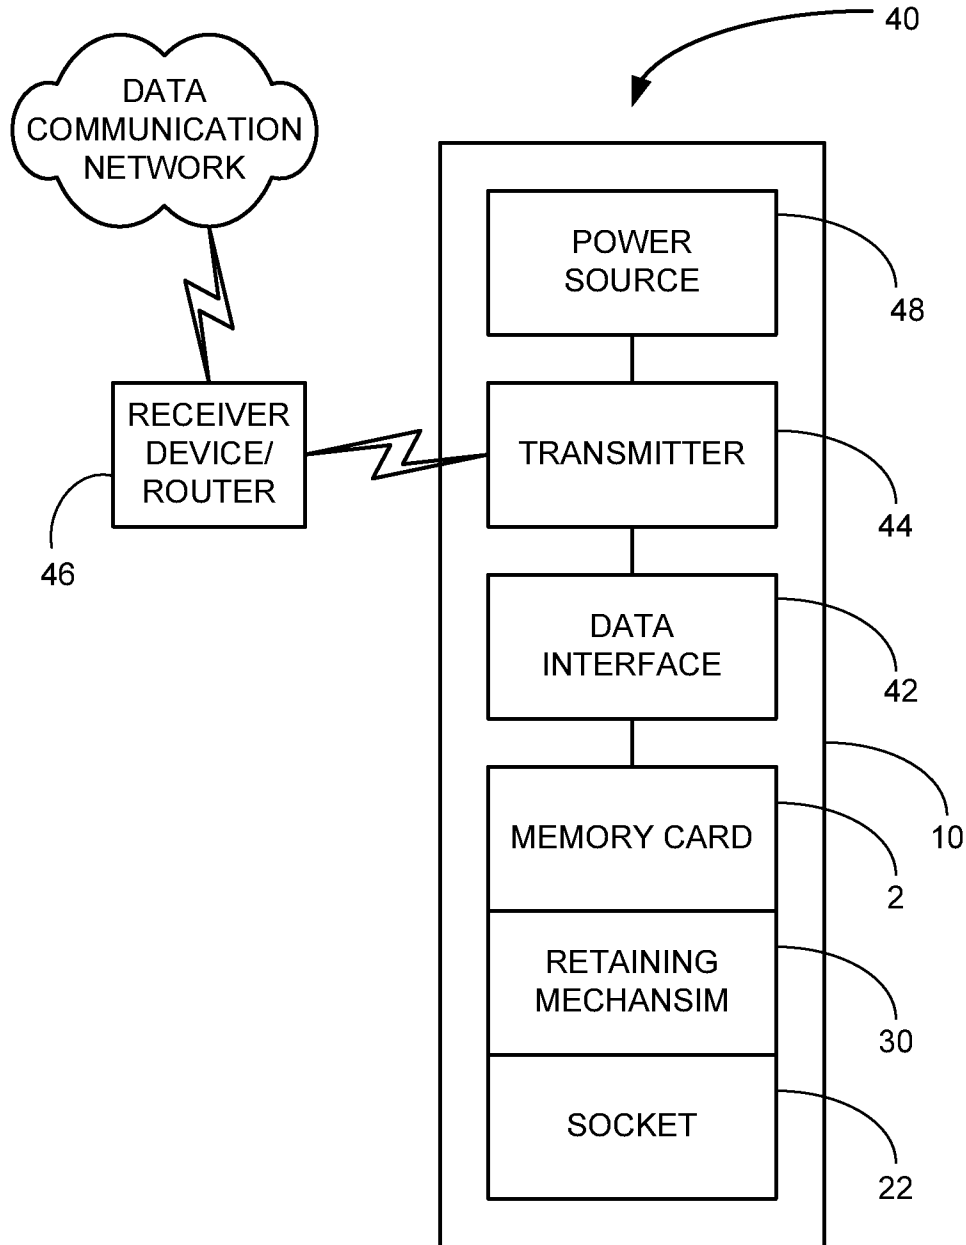 40
DATA
COMMUNICATION
NETWORK
POWER
SOURCE
48
RECEIVER
DEVICE/
ROUTER
46
TRANSMITTER
44
DATA
INTERFACE
42
10
MEMORY CARD
2
RETAINING
MECHANSIM
30
SOCKET
22